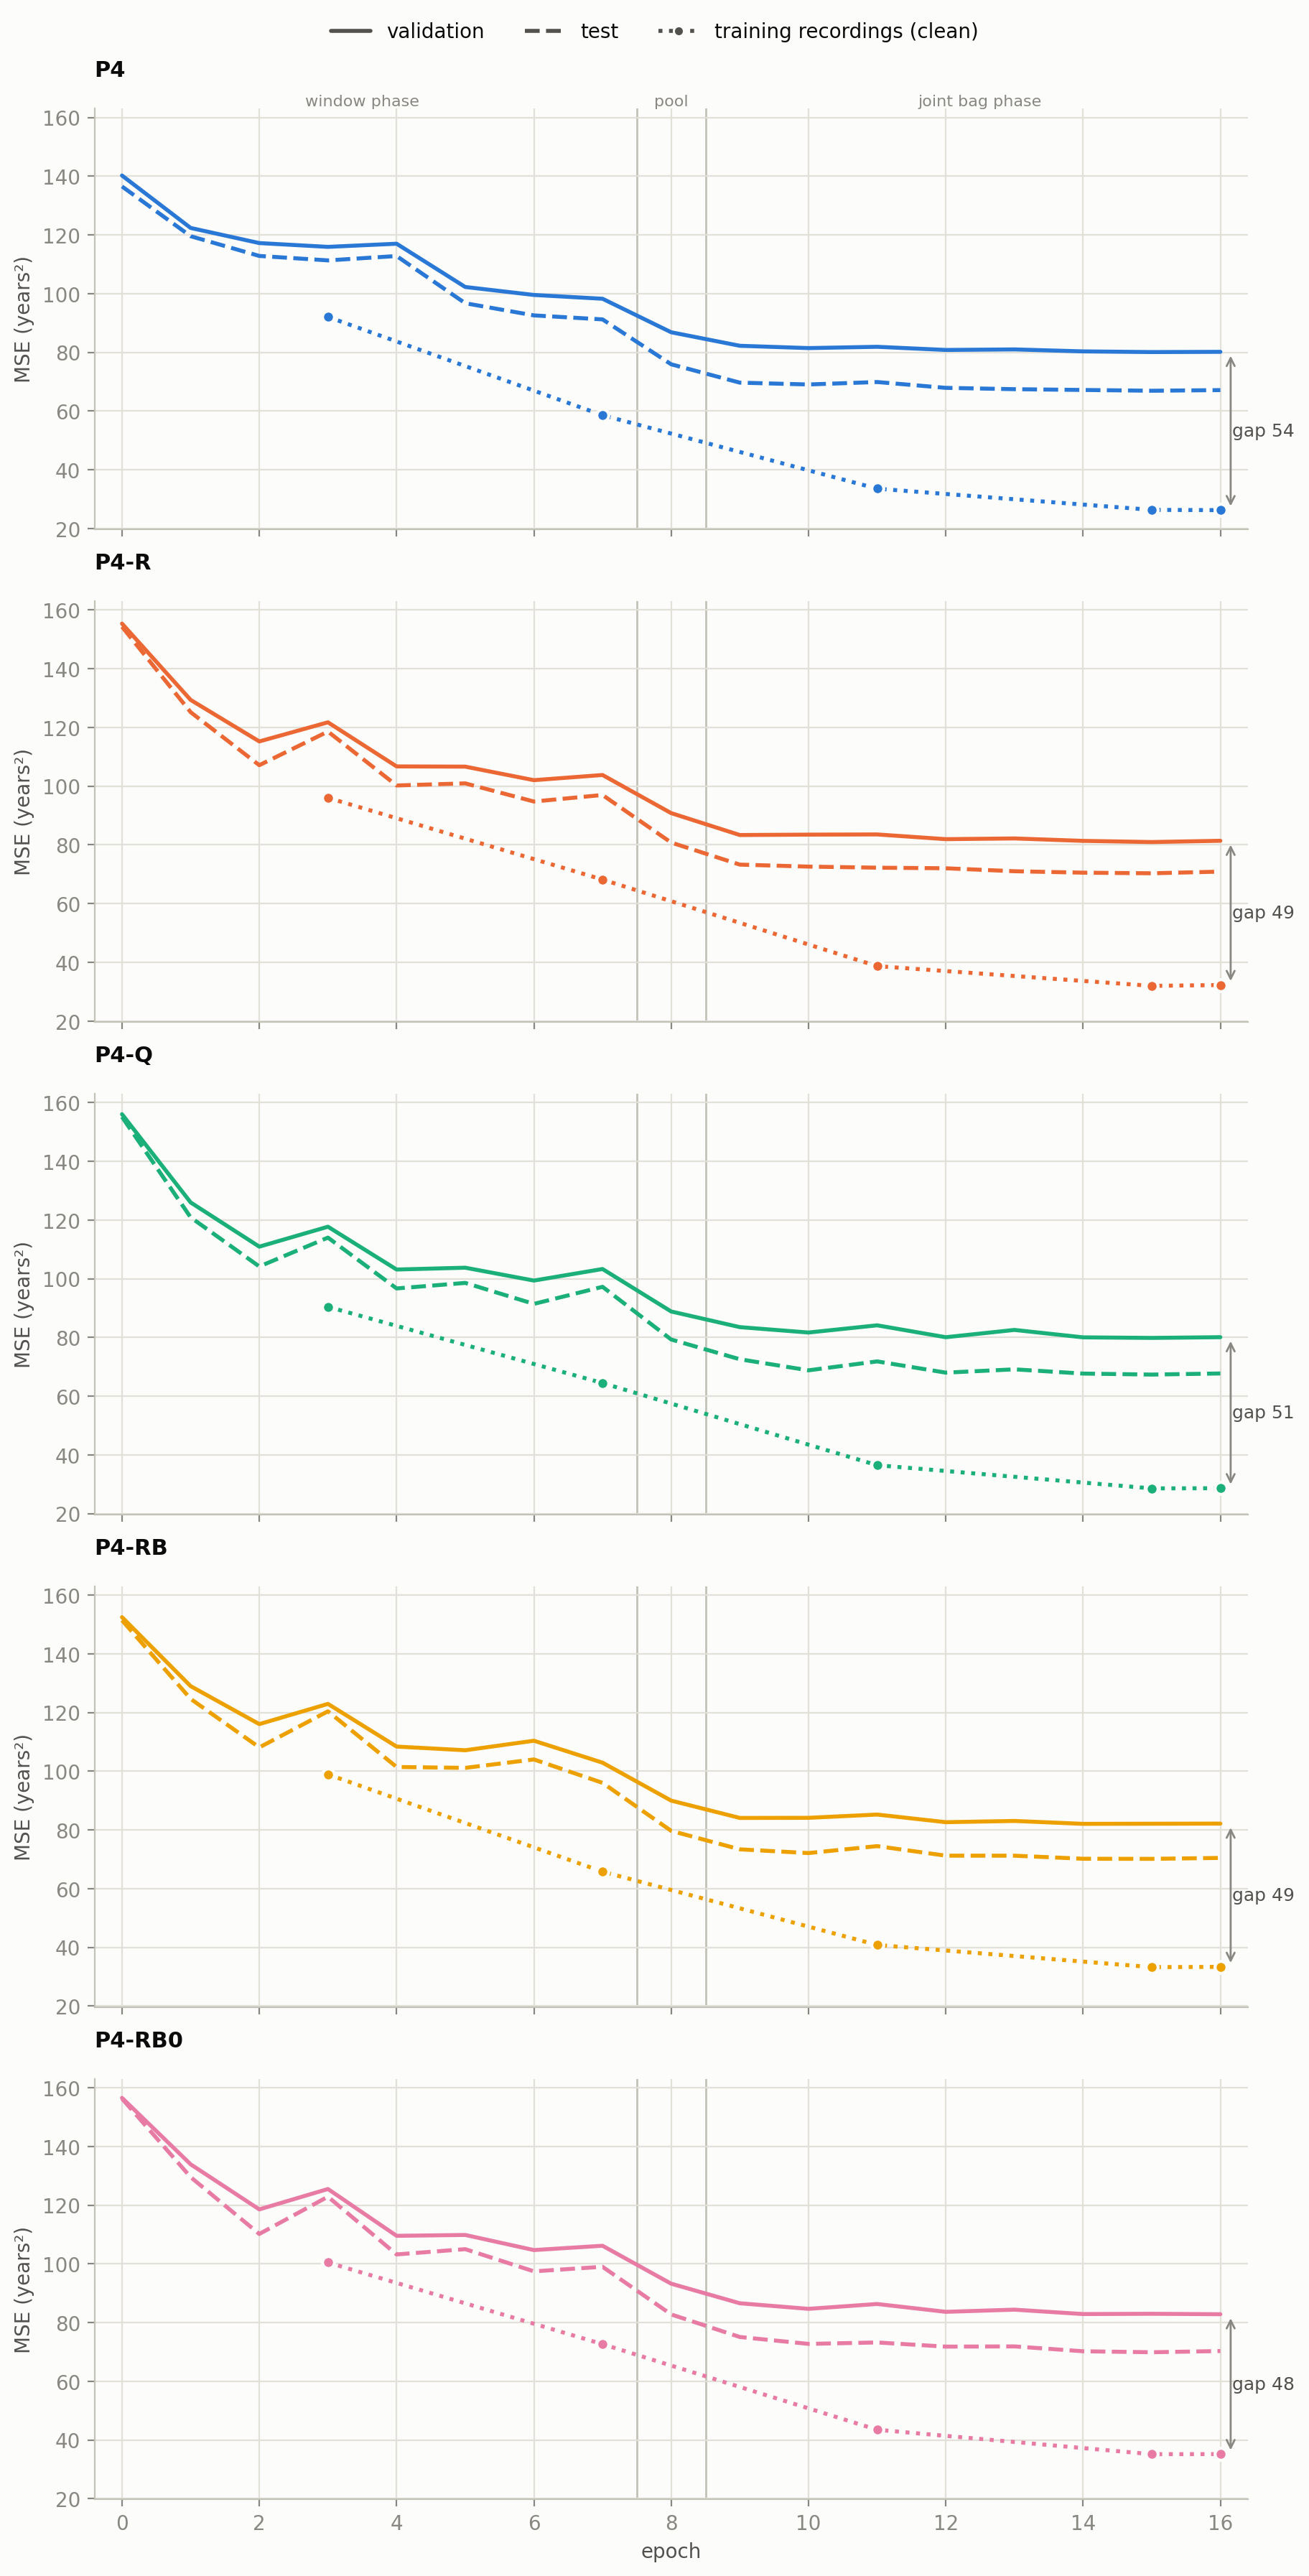 validation test training recordings (clean)
P4
window phase pool joint bag phase
160
140
120
100
80
60
40
20
MSE (years²)
gap 54
P4-R
160
140
120
100
80
60
40
20
MSE (years²)
gap 49
P4-Q
160
140
120
100
80
60
40
20
MSE (years²)
gap 51
P4-RB
160
140
120
100
80
60
40
20
MSE (years²)
gap 49
P4-RB0
160
140
120
100
80
60
40
20
MSE (years²)
gap 48
0 2 4 6 8 10 12 14 16
epoch